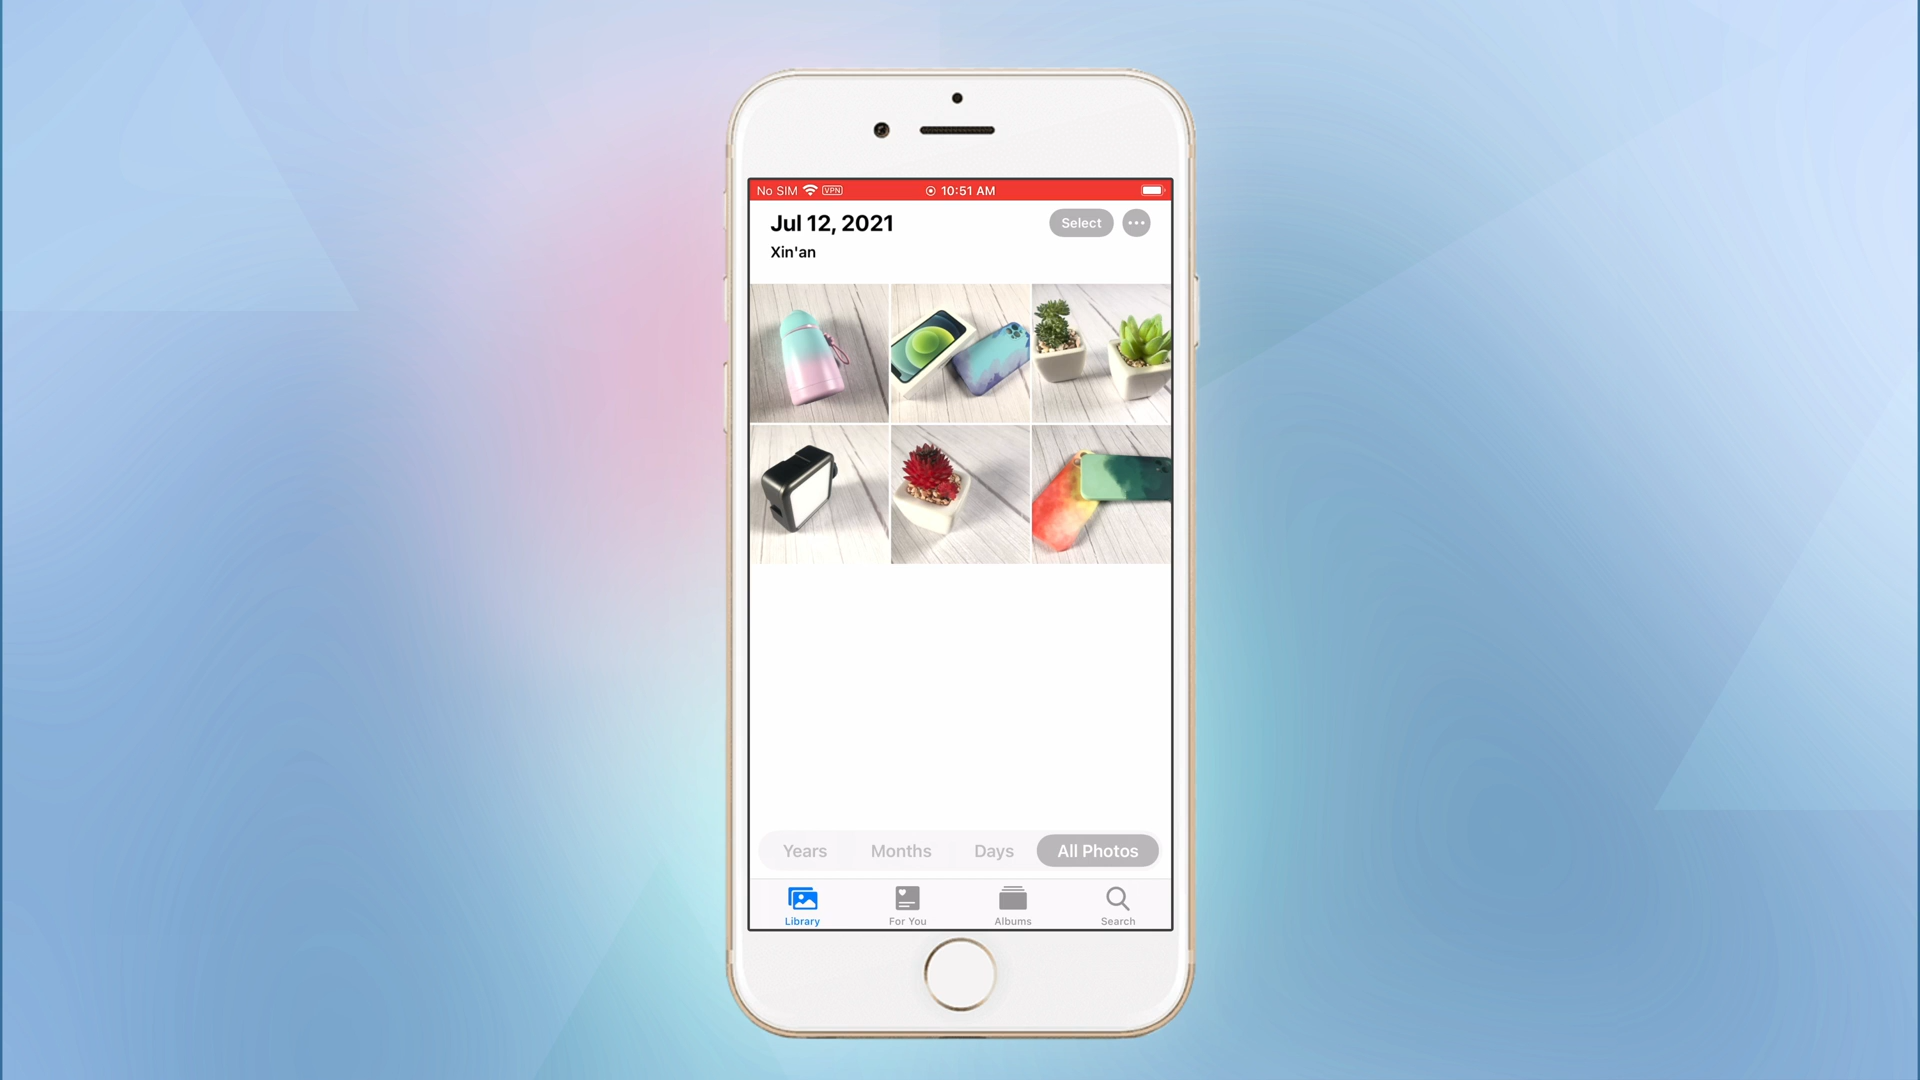 No SIM VPN 10:51 AM
Jul 12, 2021
Select
Xin'an
Years Months Days All Photos
Library For You Albums Search